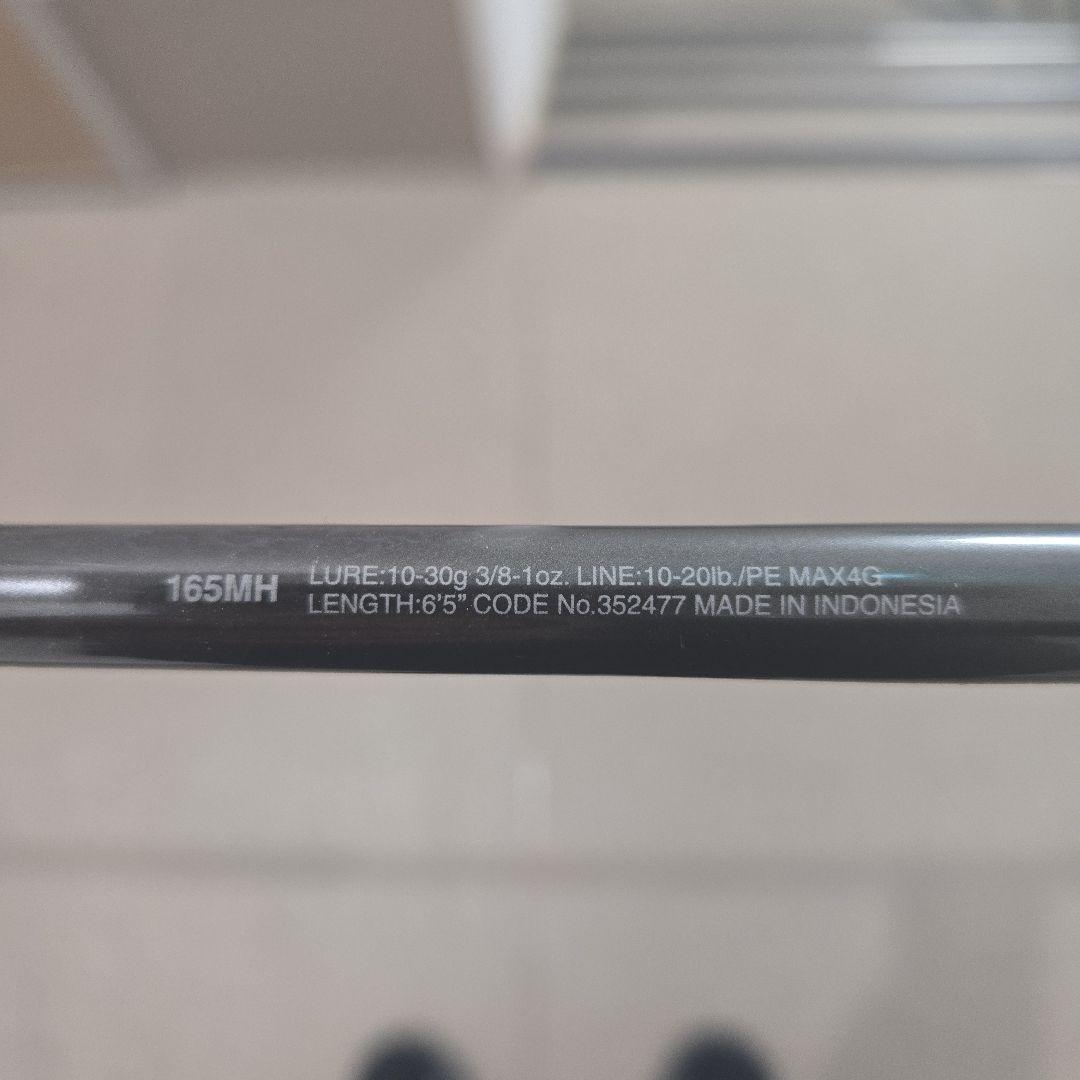 165MH
LURE:10-30g 3/8-1oz. LINE:10-20lb./PE MAX4G
LENGTH:6'5” CODE No.352477 MADE IN INDONESIA